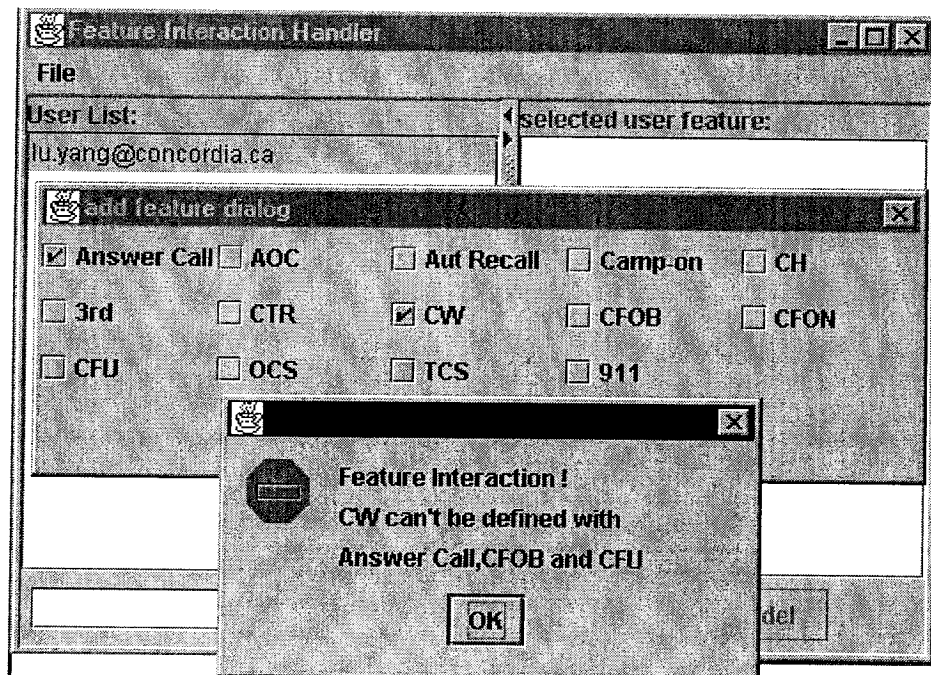 Feature Interaction Handler
File
User List:
selected user feature:
lu.yang@concordia.ca
add feature dialog
Answer Call AOC Aut Recall Camp-on CH
3rd CTR CW CFOB CFON
CFU OCS TCS 911
Feature Interaction !
CW can't be defined with
Answer Call,CFOB and CFU
OK
del